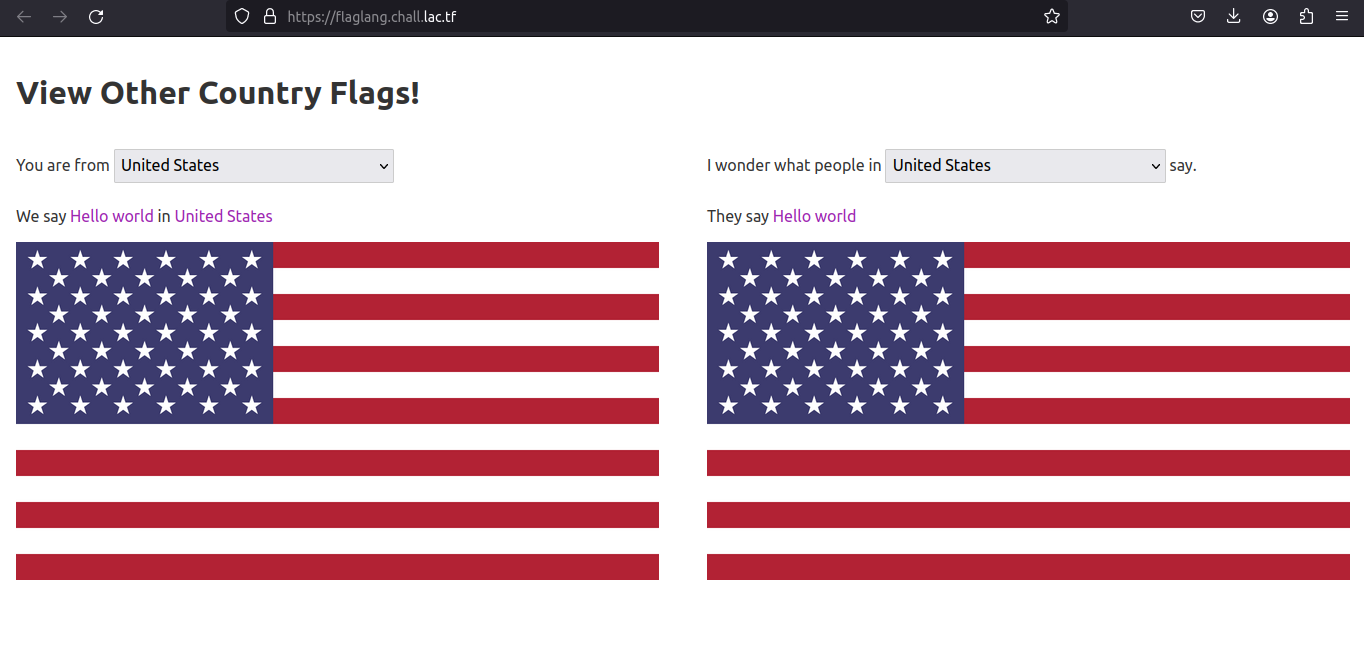 https://flaglang.chall.lac.tf
View Other Country Flags!
You are from United States
I wonder what people in United States say.
We say Hello world in United States
They say Hello world